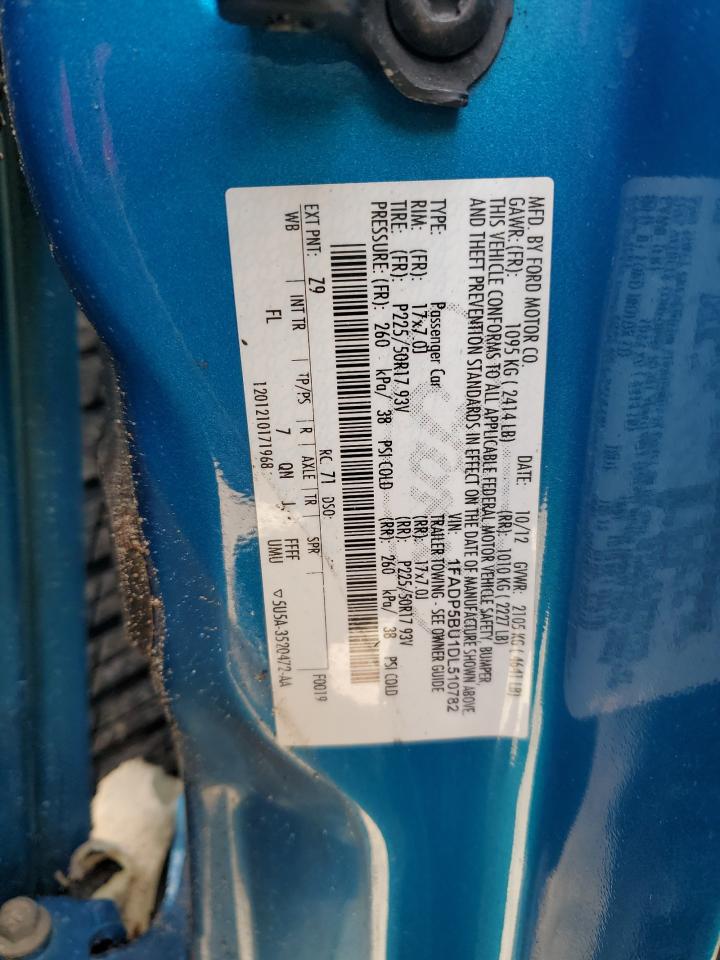 MFD. BY FORD MOTOR CO.
DATE: 10/12 GVWR: 2105 KG ( 4641 LB)
GAWR: (FR): 1095 KG ( 2414 LB) (RR): 1010 KG ( 2227 LB)
THIS VEHICLE CONFORMS TO ALL APPLICABLE FEDERAL MOTOR VEHICLE SAFETY, BUMPER,
AND THEFT PREVENTION STANDARDS IN EFFECT ON THE DATE OF MANUFACTURE SHOWN ABOVE.
VIN: 1FADP5BU1DL510782
TYPE: Passenger Car TRAILER TOWING - SEE OWNER GUIDE
RIM: (FR): 17x7.0J (RR): 17x7.0J
TIRE: (FR): P225/50R17 93V (RR): P225/50R17 93V
PRESSURE: (FR): 260 kPa/ 38 PSI COLD (RR): 260 kPa/ 38 PSI COLD
F0019
EXT PNT: Z9 RC: 71 DSO:
WB INT TR TP/PS R AXLE TR SPR
FL 7 QN J FFFF
UMU
1201210171968
▽5U5A-3520472-AA